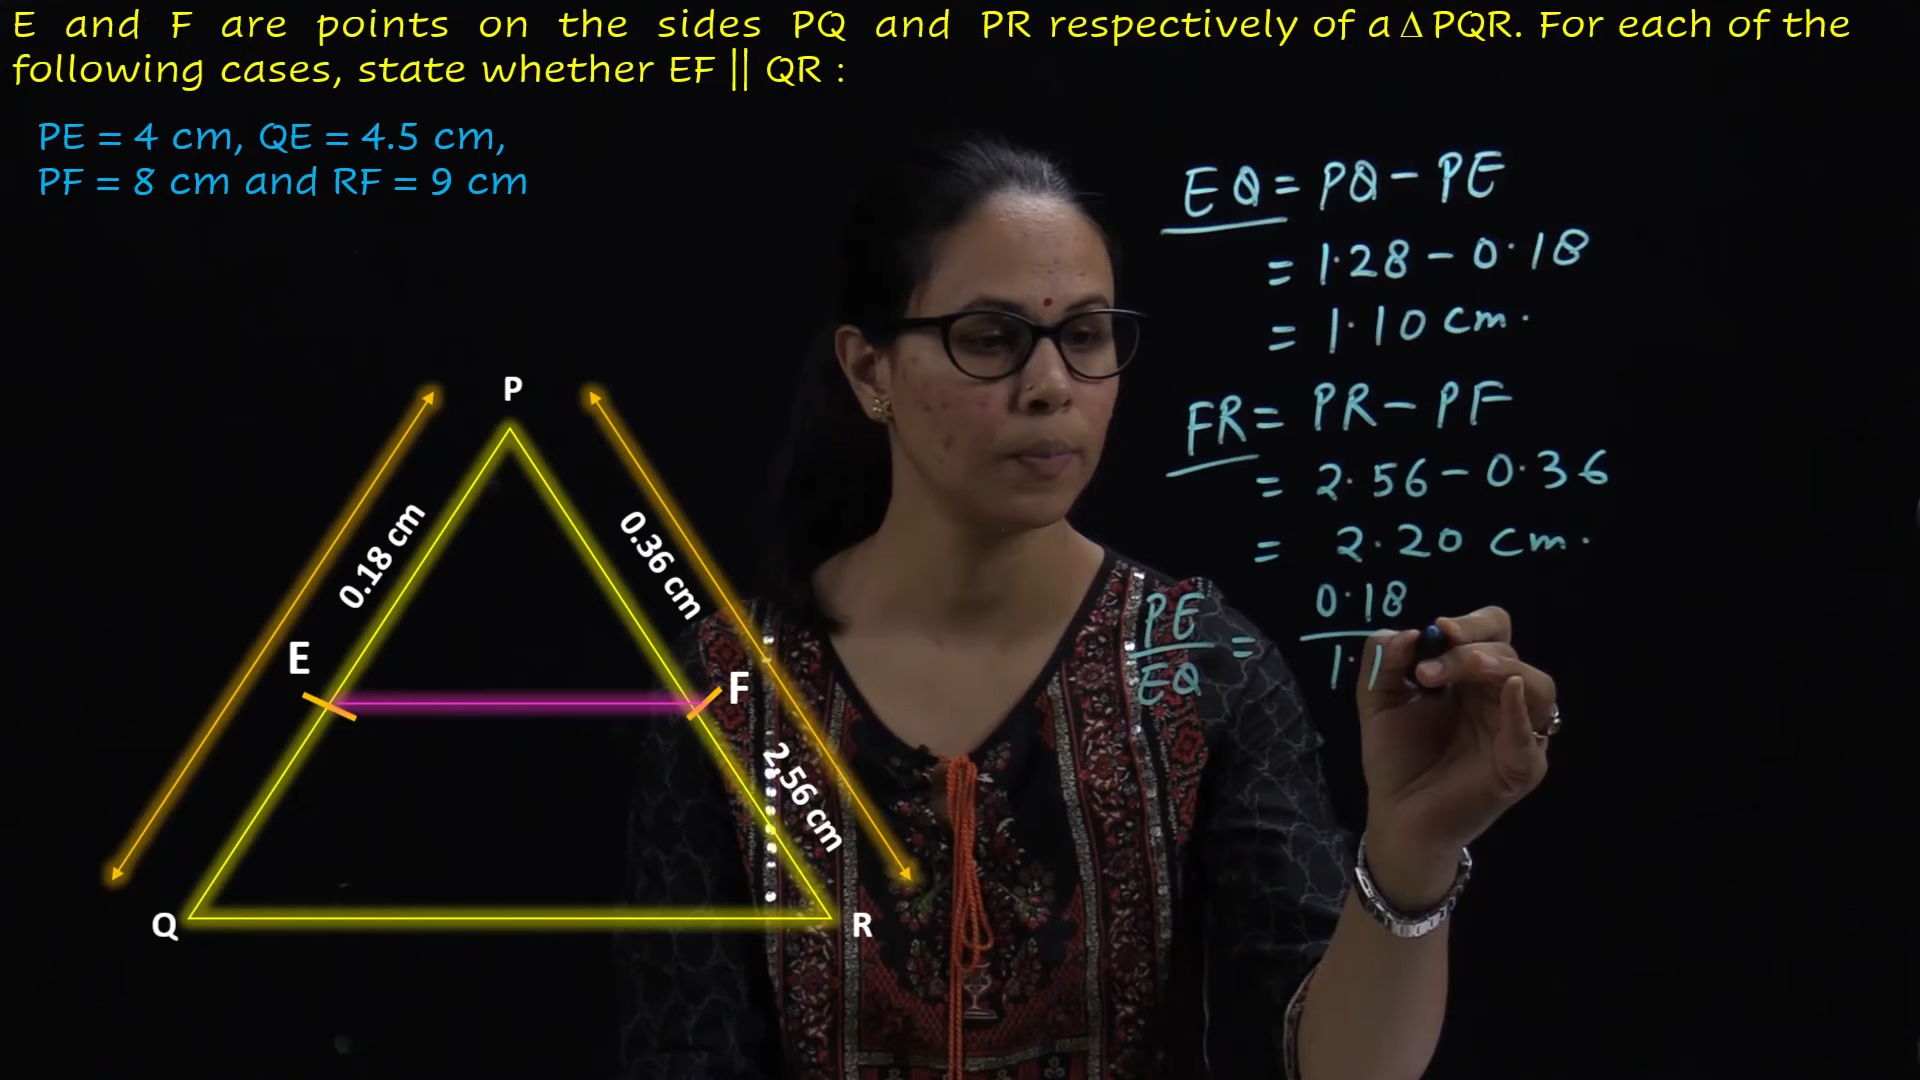 E and F are points on the sides PQ and PR respectively of a Δ PQR. For each of the
following cases, state whether EF || QR :
PE = 4 cm, QE = 4.5 cm,
PF = 8 cm and RF = 9 cm
EQ = PQ - PE
= 1.28 - 0.18
= 1.10 cm.
FR = PR - PF
= 2.56 - 0.36
= 2.20 cm.
PE/EQ = 0.18/1.1
P
0.18 cm
0.36 cm
E
F
2.56 cm
Q
R